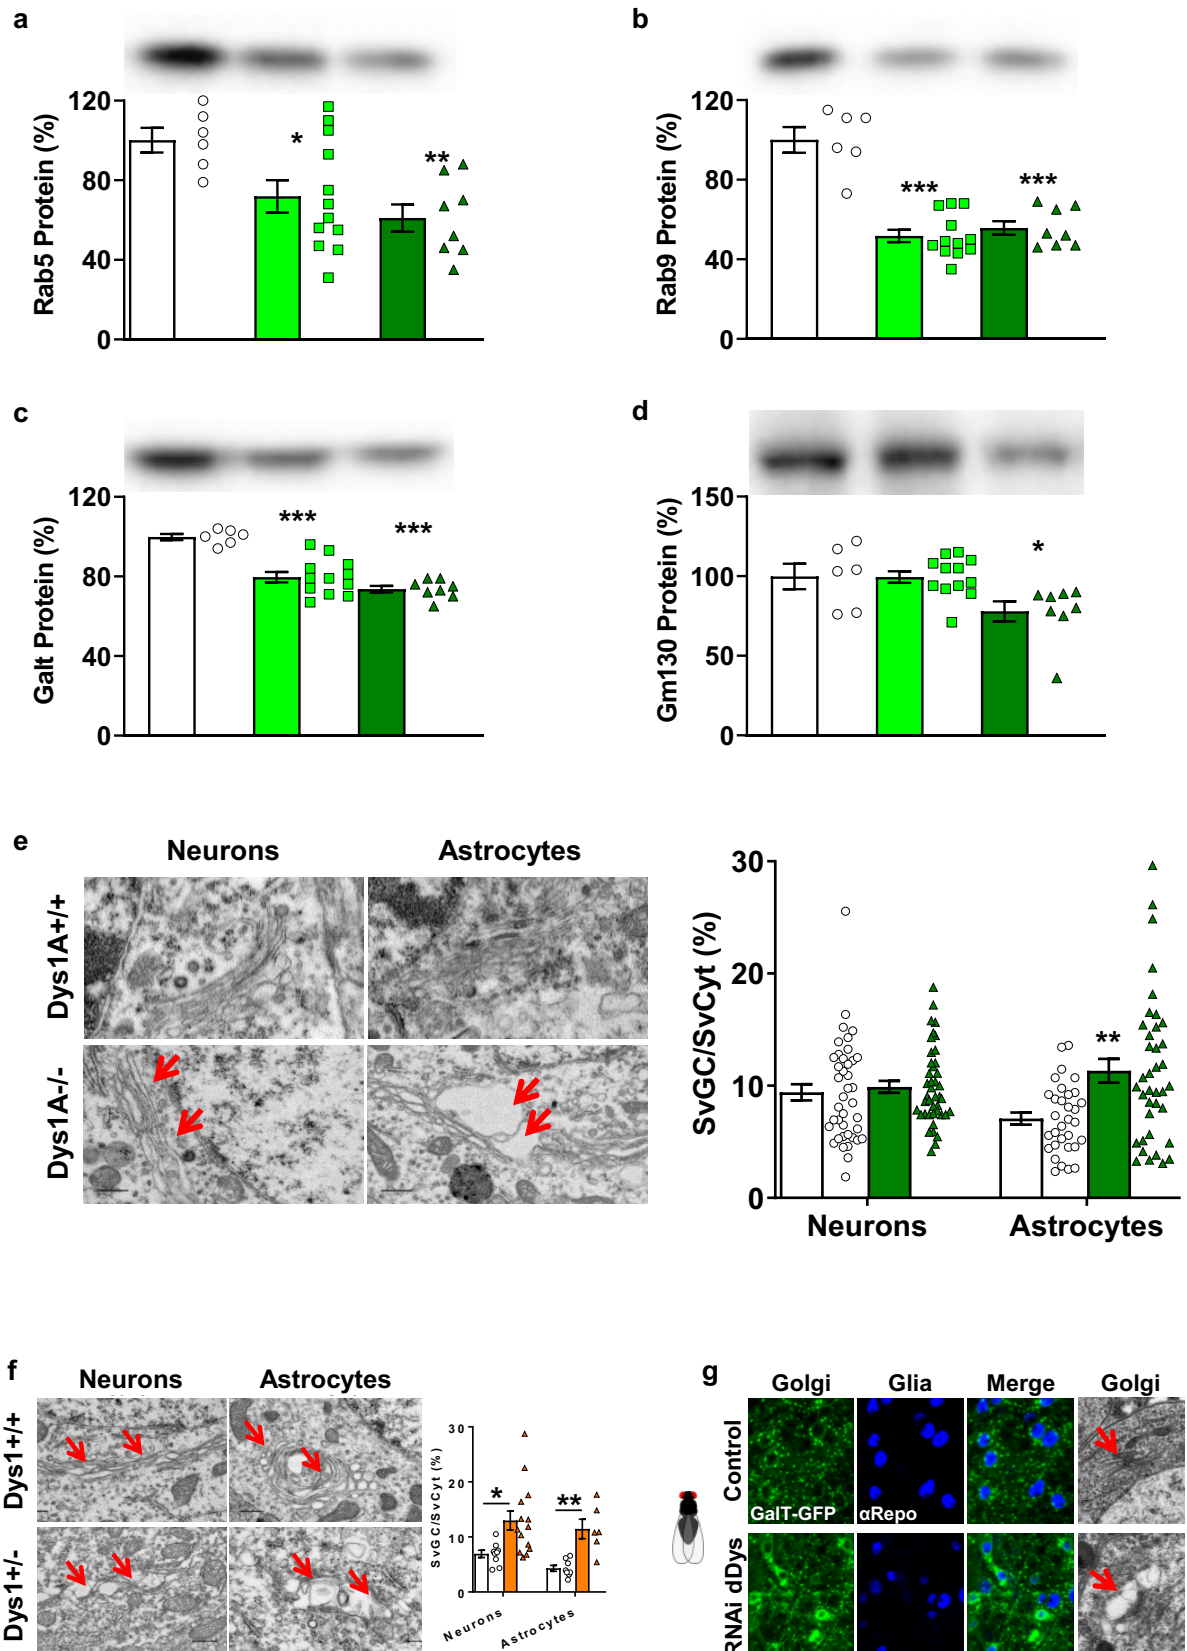 a
120
80
40
0
Rab5 Protein (%)
*
**
b
120
80
40
0
Rab9 Protein (%)
***
***
c
120
80
40
0
Galt Protein (%)
***
***
d
150
100
50
0
Gm130 Protein (%)
*
e
Neurons
Astrocytes
Dys1A+/+
Dys1A-/-
30
20
10
0
SvGC/SvCyt (%)
**
Neurons
Astrocytes
f
Neurons
Astrocytes
Dys1+/+
Dys1+/-
30
20
10
0
SvGC/SvCyt (%)
*
**
Neurons
Astrocytes
g
Golgi
Glia
Merge
Golgi
Control
GalT-GFP
αRepo
RNAi dDys